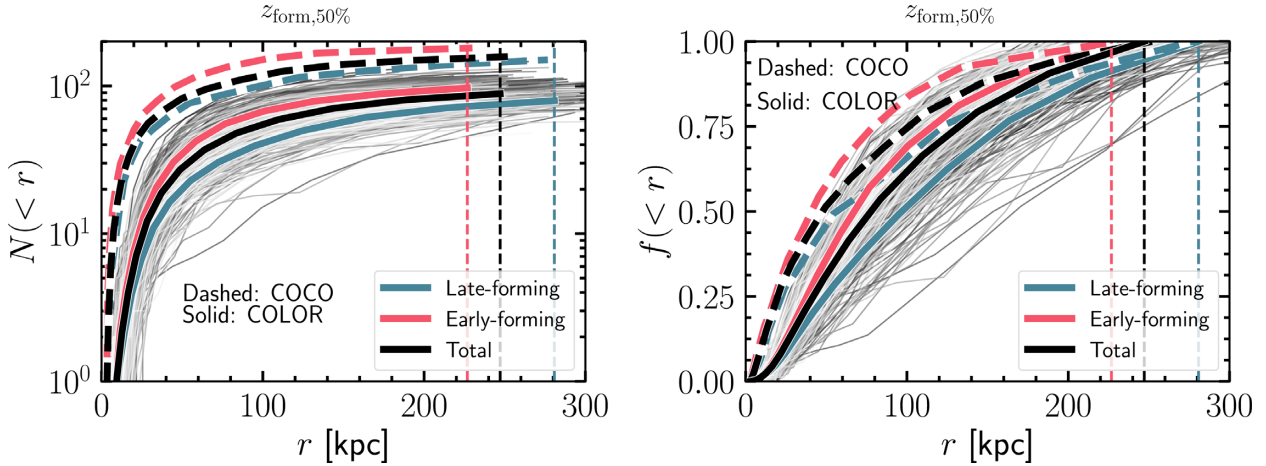 z_form,50%
N(< r)
10^2
10^1
10^0
0
100
200
300
r [kpc]
Dashed: COCO
Solid: COLOR
Late-forming
Early-forming
Total
z_form,50%
f(< r)
1.00
0.75
0.50
0.25
0.00
0
100
200
300
r [kpc]
Dashed: COCO
Solid: COLOR
Late-forming
Early-forming
Total